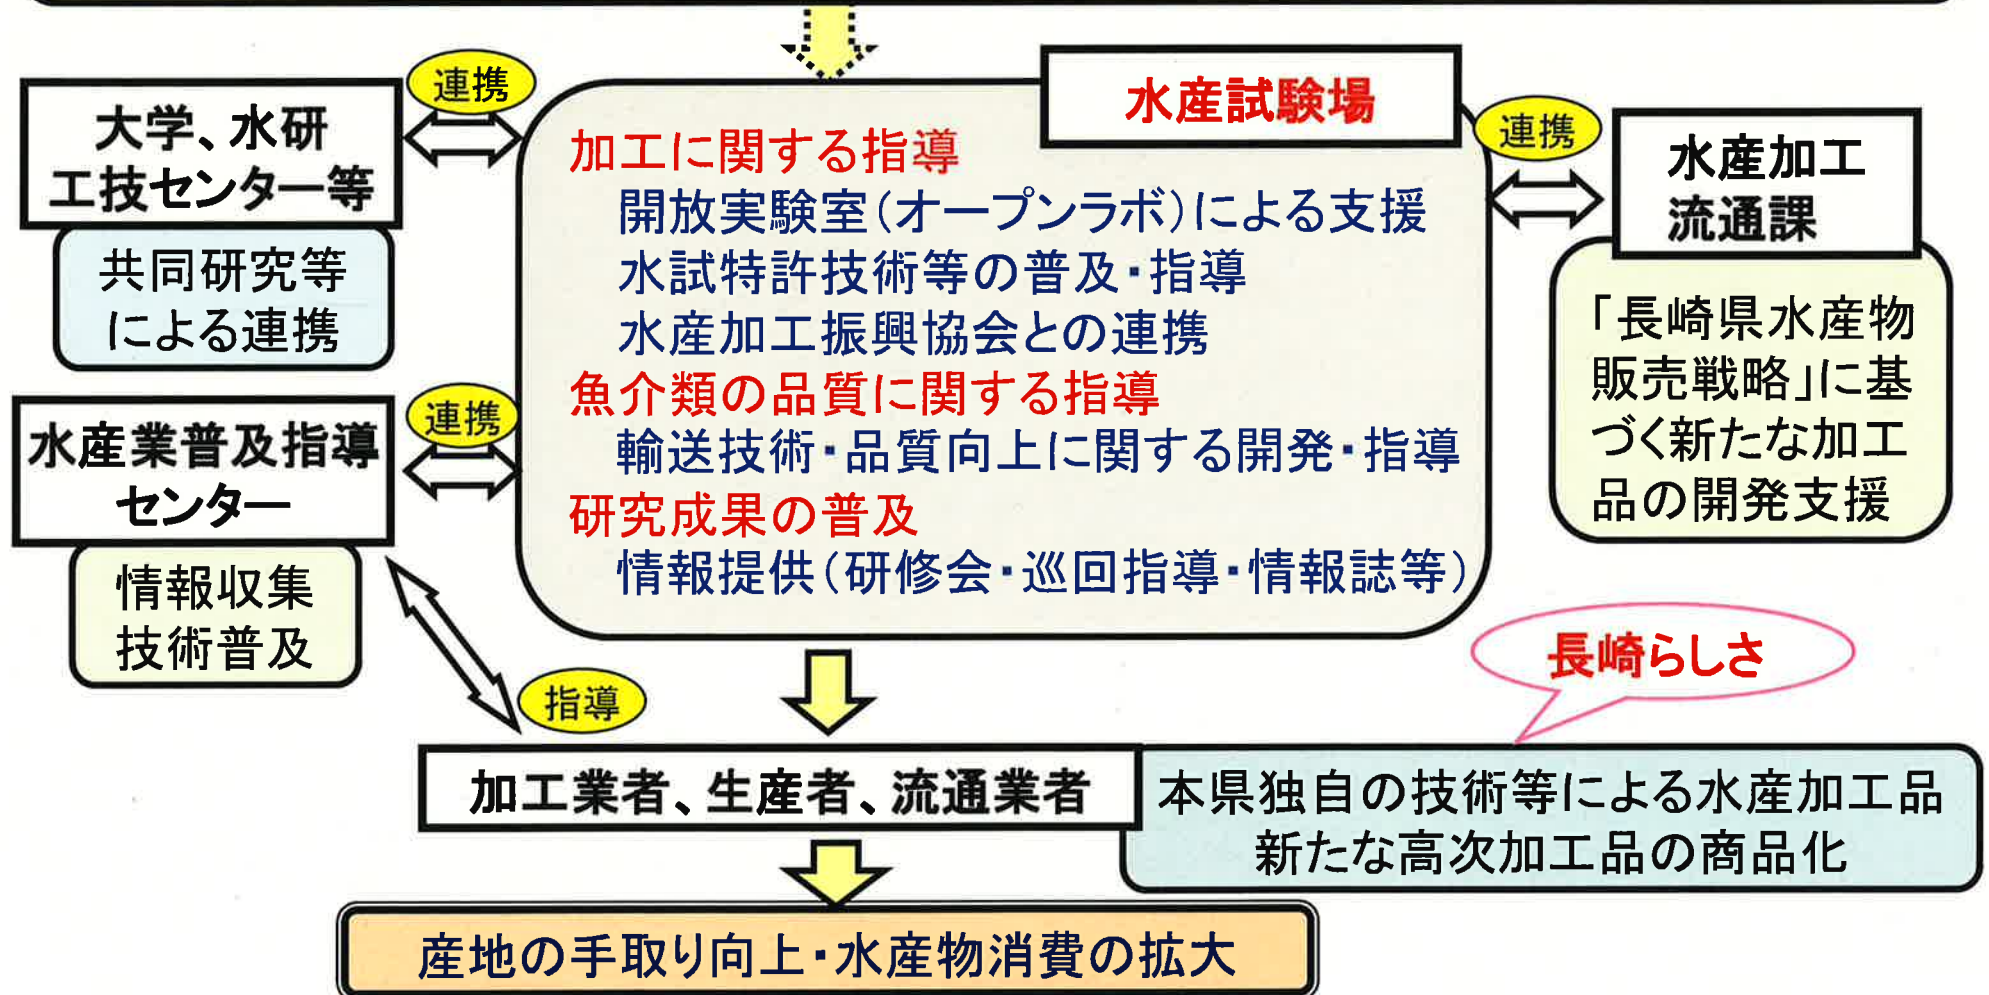 連携
大学、水研
工技センター等
共同研究等
による連携
連携
水産業普及指導
センター
情報収集
技術普及
水産試験場
加工に関する指導
開放実験室(オープンラボ)による支援
水試特許技術等の普及・指導
水産加工振興協会との連携
魚介類の品質に関する指導
輸送技術・品質向上に関する開発・指導
研究成果の普及
情報提供(研修会・巡回指導・情報誌等)
連携
水産加工
流通課
「長崎県水産物
販売戦略」に基
づく新たな加工
品の開発支援
指導
長崎らしさ
加工業者、生産者、流通業者
本県独自の技術等による水産加工品
新たな高次加工品の商品化
産地の手取り向上・水産物消費の拡大